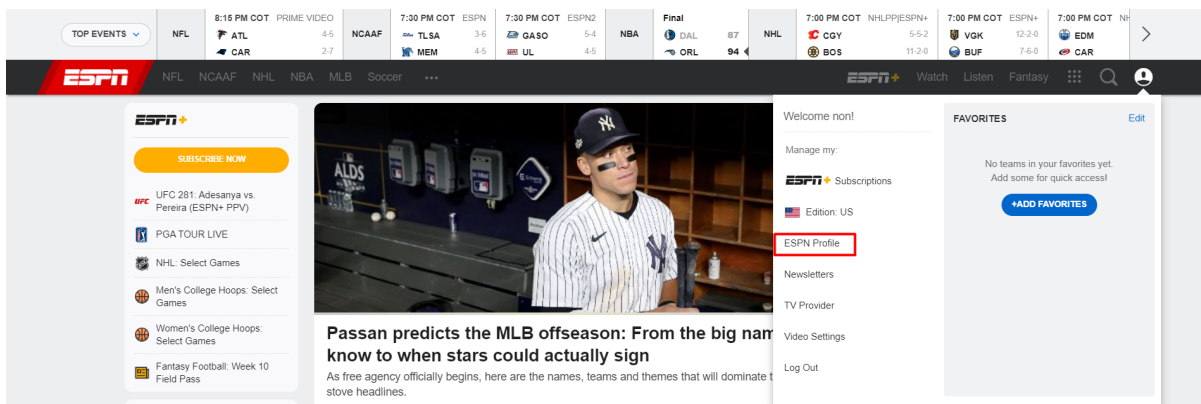 TOP EVENTS
NFL
8:15 PM COT PRIME VIDEO
ATL 4-5
CAR 2-7
NCAAF
7:30 PM COT ESPN
TLSA 3-6
MEM 4-5
7:30 PM COT ESPN2
GASO 5-4
UL 4-5
NBA
Final
DAL 87
ORL 94
NHL
7:00 PM COT NHLPP|ESPN+
CGY 5-5-2
BOS 11-2-0
7:00 PM COT ESPN+
VGK 12-2-0
BUF 7-6-0
7:00 PM COT NH
EDM
CAR
ESPN NFL NCAAF NHL NBA MLB Soccer ••• ESPN+ Watch Listen Fantasy
ESPN+
SUBSCRIBE NOW
UFC UFC 281: Adesanya vs.
Pereira (ESPN+ PPV)
PGA TOUR LIVE
NHL: Select Games
Men's College Hoops: Select
Games
Women's College Hoops:
Select Games
Fantasy Football: Week 10
Field Pass
ALDS
Passan predicts the MLB offseason: From the big nam
know to when stars could actually sign
As free agency officially begins, here are the names, teams and themes that will dominate t
stove headlines.
Welcome non!
Manage my:
ESPN+ Subscriptions
Edition: US
ESPN Profile
Newsletters
TV Provider
Video Settings
Log Out
FAVORITES Edit
No teams in your favorites yet.
Add some for quick access!
+ADD FAVORITES